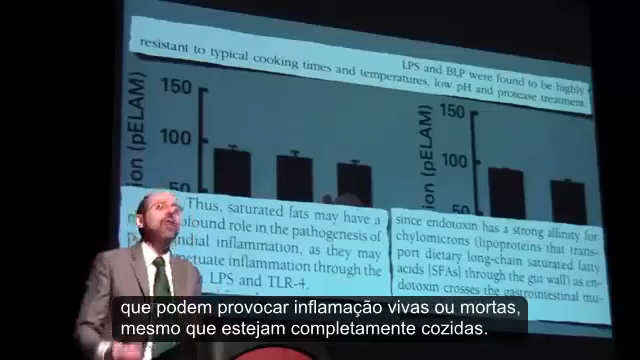 LPS and BLP were found to be highly
resistant to typical cooking times and temperatures, low pH and protease treatment.
150
100
50
(pELAM)
150
100
50
(pELAM)
Thus, saturated fats may have a
role in the pathogenesis of
inflammation, as they may
inflammation through the
LPS and TLR-4.
since endotoxin has a strong affinity for
chylomicrons (lipoproteins that trans-
port dietary long-chain saturated fatty
acids [SFAs] through the gut wall) as en-
dotoxin crosses the gastrointestinal mu-
que podem provocar inflamação vivas ou mortas,
mesmo que estejam completamente cozidas.